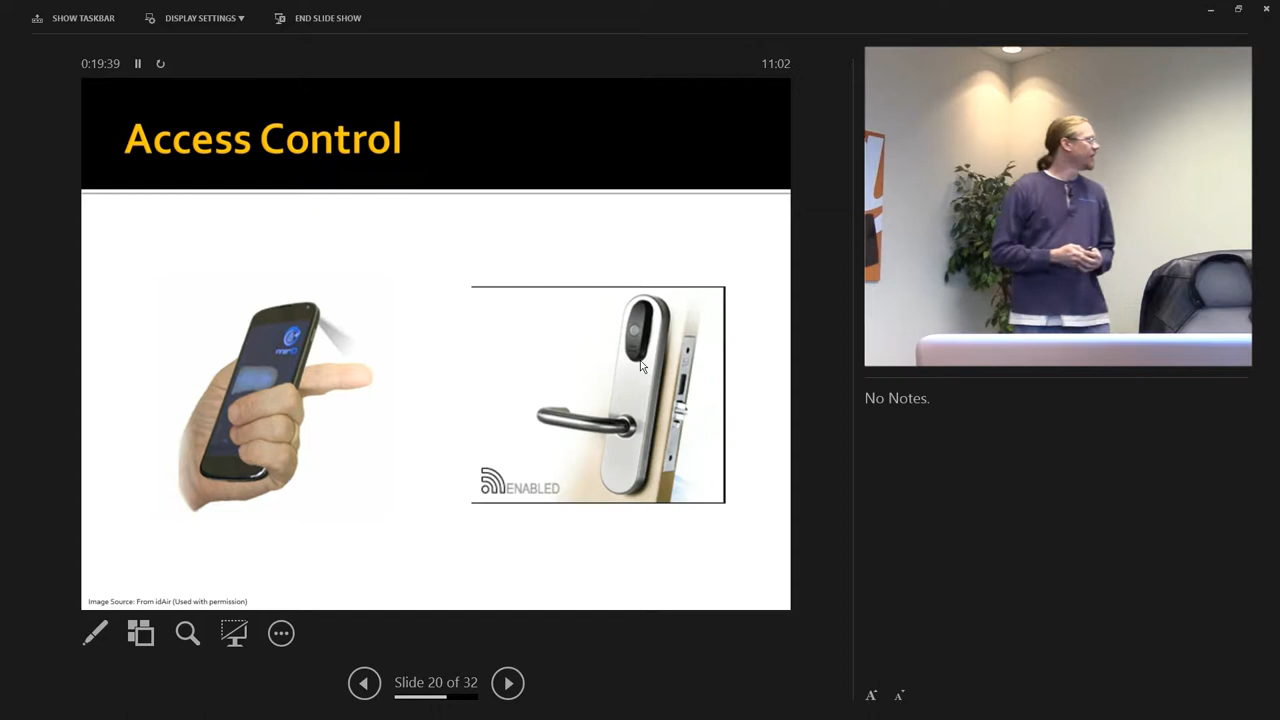 SHOW TASKBAR
DISPLAY SETTINGS
END SLIDE SHOW
0:19:39
11:02
Access Control
ENABLED
Image Source: From idAir (Used with permission)
Slide 20 of 32
No Notes.
A
A